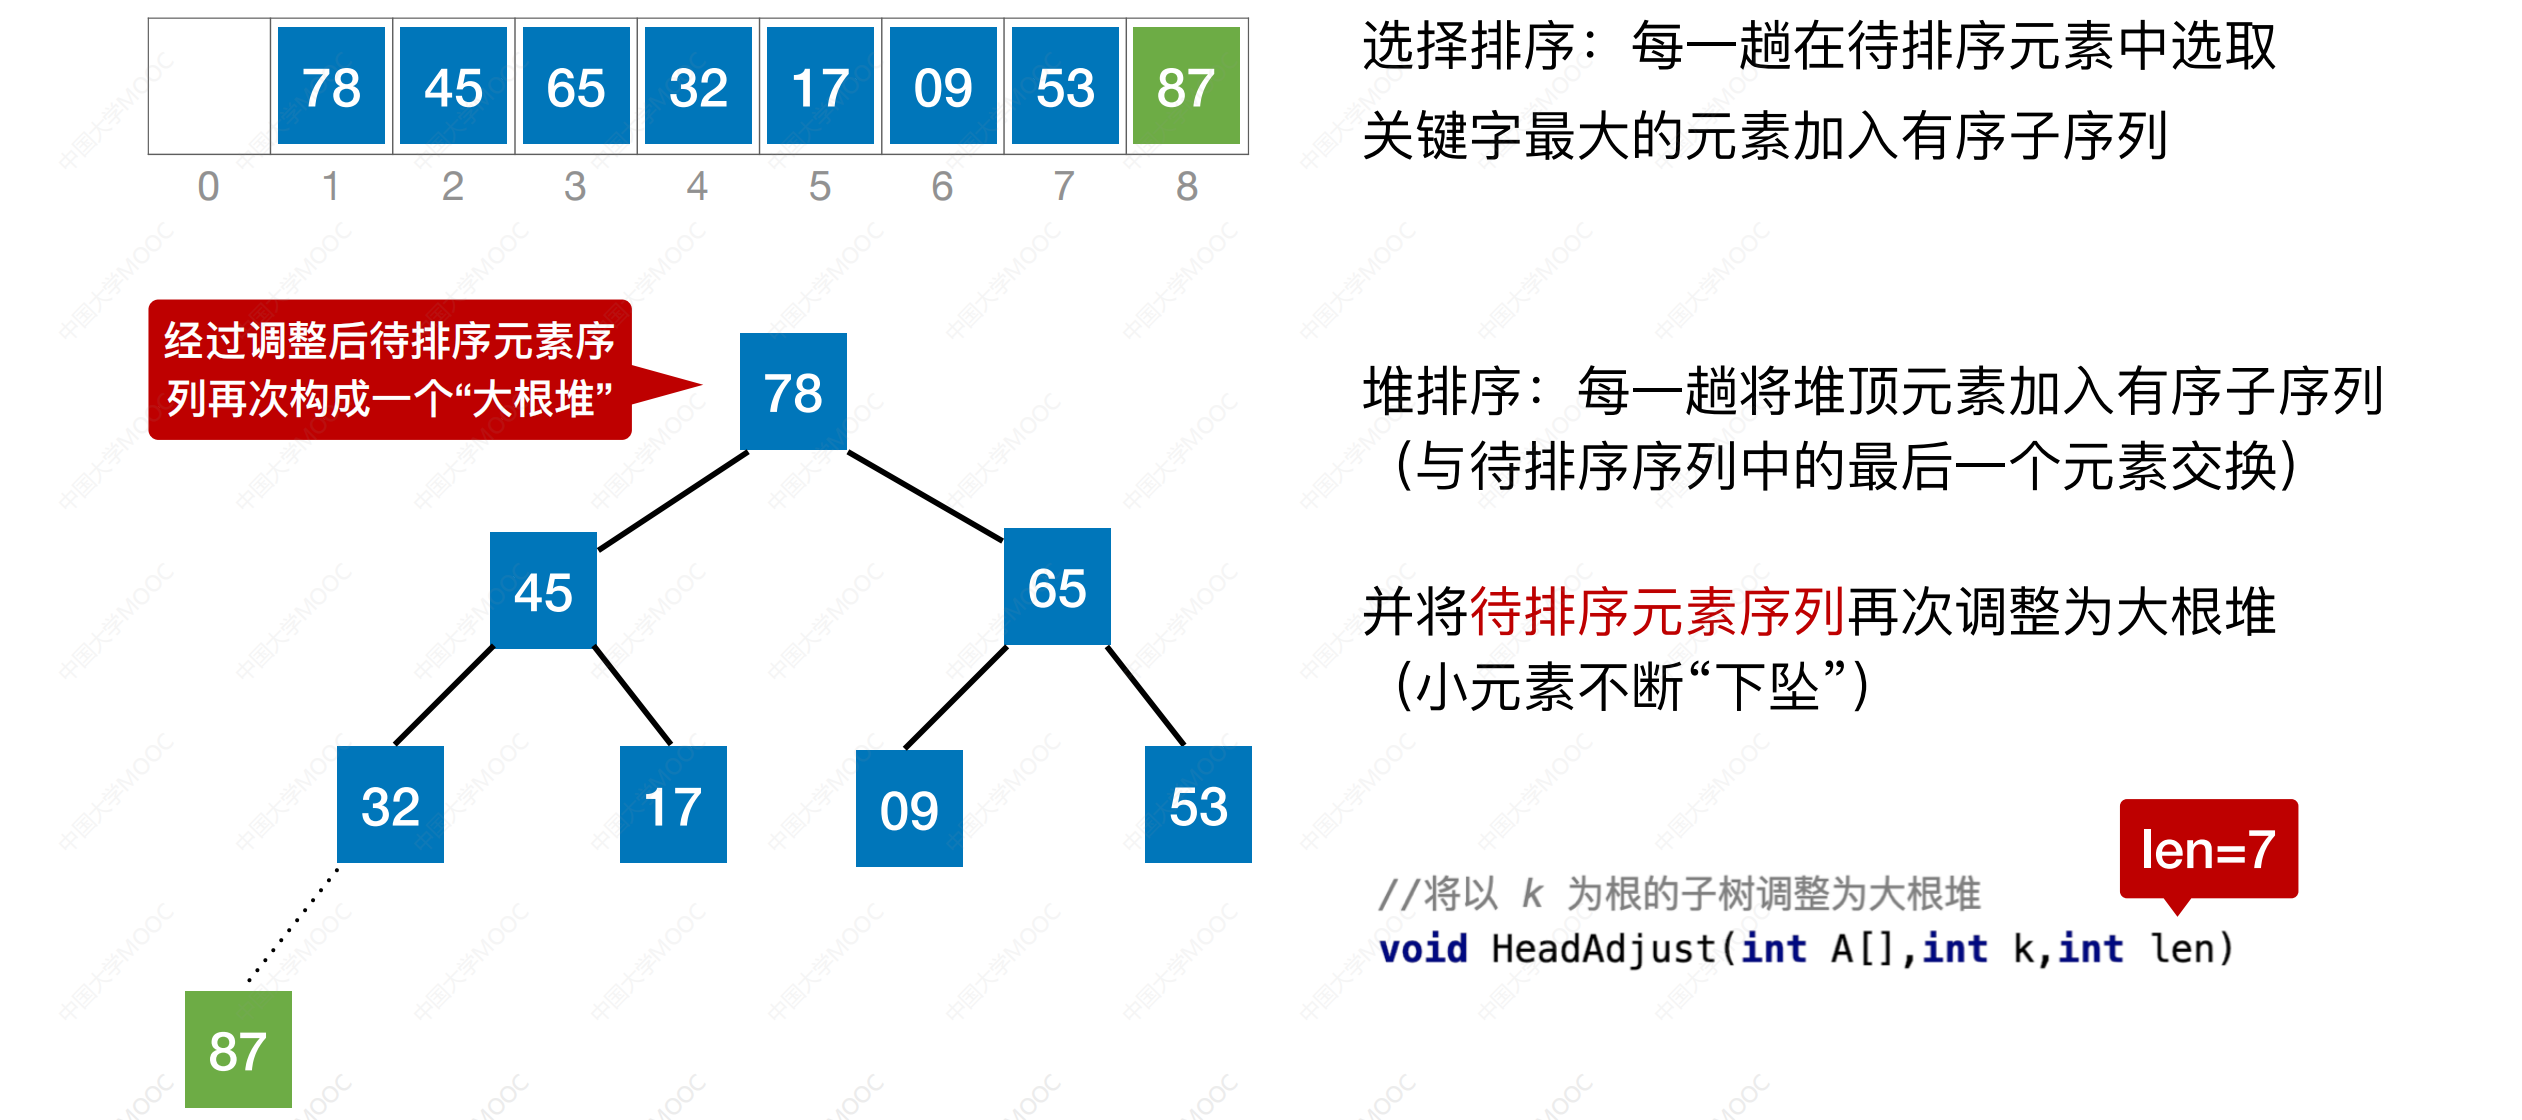 78 45 65 32 17 09 53 87
0 1 2 3 4 5 6 7 8
选择排序：每一趟在待排序元素中选取
关键字最大的元素加入有序子序列
经过调整后待排序元素序
列再次构成一个“大根堆”
78
45
65
32
17
09
53
87
堆排序：每一趟将堆顶元素加入有序子序列
（与待排序序列中的最后一个元素交换）
并将待排序元素序列再次调整为大根堆
（小元素不断“下坠”）
len=7
//将以 k 为根的子树调整为大根堆
void HeadAdjust(int A[],int k,int len)
中国大学MOOC